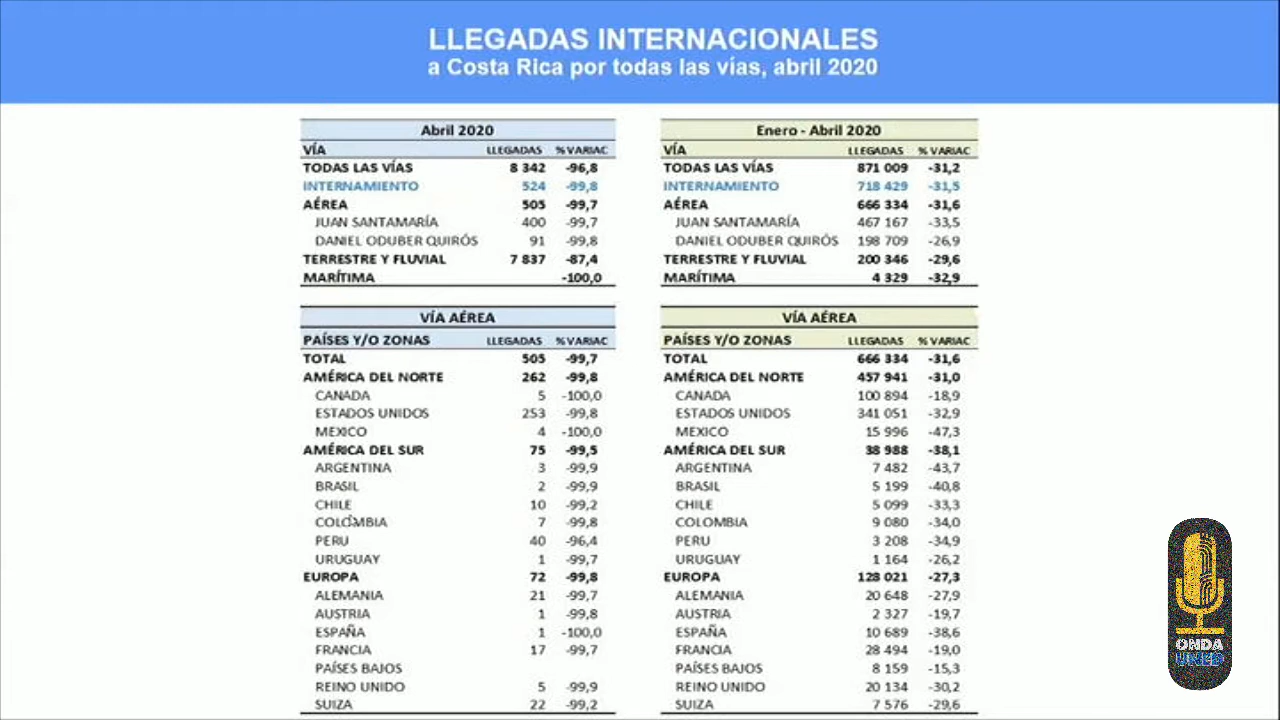 LLEGADAS INTERNACIONALES
a Costa Rica por todas las vías, abril 2020
Abril 2020
VÍA LLEGADAS % VARIAC
TODAS LAS VÍAS 8 342 -96,8
INTERNAMIENTO 524 -99,8
AÉREA 505 -99,7
JUAN SANTAMARÍA 400 -99,7
DANIEL ODUBER QUIRÓS 91 -99,8
TERRESTRE Y FLUVIAL 7 837 -87,4
MARÍTIMA -100,0
VÍA AÉREA
PAÍSES Y/O ZONAS LLEGADAS % VARIAC
TOTAL 505 -99,7
AMÉRICA DEL NORTE 262 -99,8
CANADA 5 -100,0
ESTADOS UNIDOS 253 -99,8
MEXICO 4 -100,0
AMÉRICA DEL SUR 75 -99,5
ARGENTINA 3 -99,9
BRASIL 2 -99,9
CHILE 10 -99,2
COLOMBIA 7 -99,8
PERU 40 -96,4
URUGUAY 1 -99,7
EUROPA 72 -99,8
ALEMANIA 21 -99,7
AUSTRIA 1 -99,8
ESPAÑA 1 -100,0
FRANCIA 17 -99,7
PAÍSES BAJOS
REINO UNIDO 5 -99,9
SUIZA 22 -99,2
Enero - Abril 2020
VÍA LLEGADAS % VARIAC
TODAS LAS VÍAS 871 009 -31,2
INTERNAMIENTO 718 429 -31,5
AÉREA 666 334 -31,6
JUAN SANTAMARÍA 467 167 -33,5
DANIEL ODUBER QUIRÓS 198 709 -26,9
TERRESTRE Y FLUVIAL 200 346 -29,6
MARÍTIMA 4 329 -32,9
VÍA AÉREA
PAÍSES Y/O ZONAS LLEGADAS % VARIAC
TOTAL 666 334 -31,6
AMÉRICA DEL NORTE 457 941 -31,0
CANADA 100 894 -18,9
ESTADOS UNIDOS 341 051 -32,9
MEXICO 15 996 -47,3
AMÉRICA DEL SUR 38 988 -38,1
ARGENTINA 7 482 -43,7
BRASIL 5 199 -40,8
CHILE 5 099 -33,3
COLOMBIA 9 080 -34,0
PERU 3 208 -34,9
URUGUAY 1 164 -26,2
EUROPA 128 021 -27,3
ALEMANIA 20 648 -27,9
AUSTRIA 2 327 -19,7
ESPAÑA 10 689 -38,6
FRANCIA 28 494 -19,0
PAÍSES BAJOS 8 159 -15,3
REINO UNIDO 20 134 -30,2
SUIZA 7 576 -29,6
ONDA
UNED